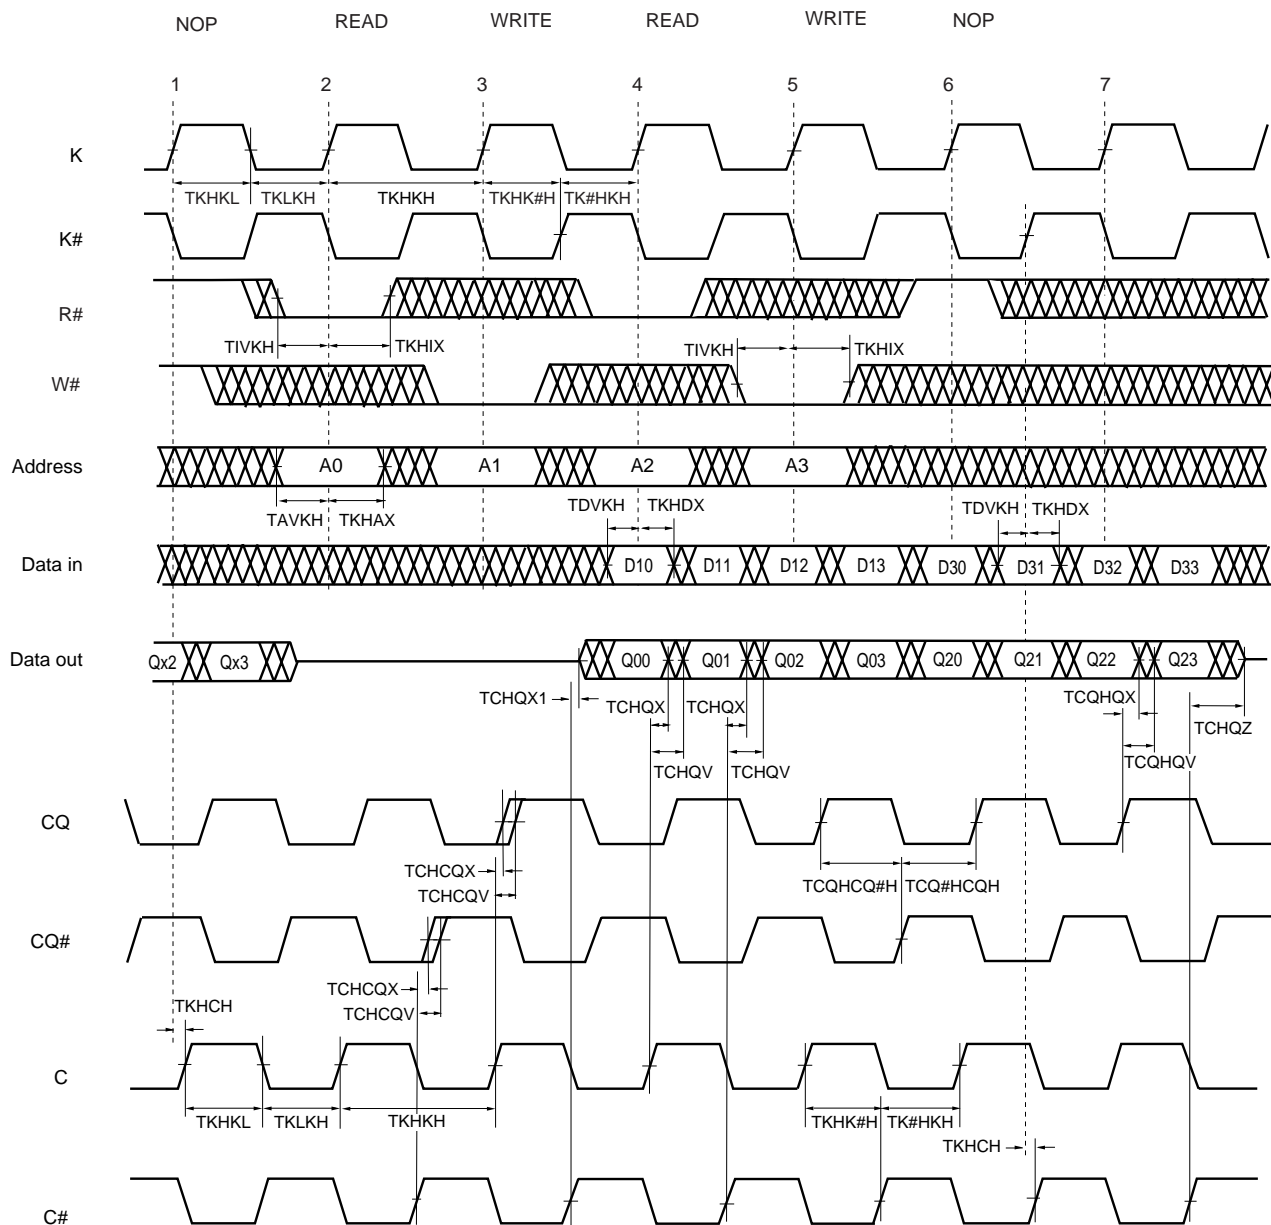 NOP READ WRITE READ WRITE NOP
1 2 3 4 5 6 7
K
TKHKL TKLKH TKHKH TKHK#H TK#HKH
K#
R#
TIVKH TKHIX TIVKH TKHIX
W#
Address A0 A1 A2 A3
TAVKH TKHAX TDVKH TKHDX TDVKH TKHDX
Data in D10 D11 D12 D13 D30 D31 D32 D33
Data out Qx2 Qx3 Q00 Q01 Q02 Q03 Q20 Q21 Q22 Q23
TCHQX1 TCHQX TCHQX TCQHQX TCHQZ
TCHQV TCHQV TCQHQV
CQ
TCHCQX TCQHCQ#H TCQ#HCQH
TCHCQV
CQ#
TCHCQX
TKHCH TCHCQV
C
TKHKL TKLKH TKHKH TKHK#H TK#HKH
TKHCH
C#